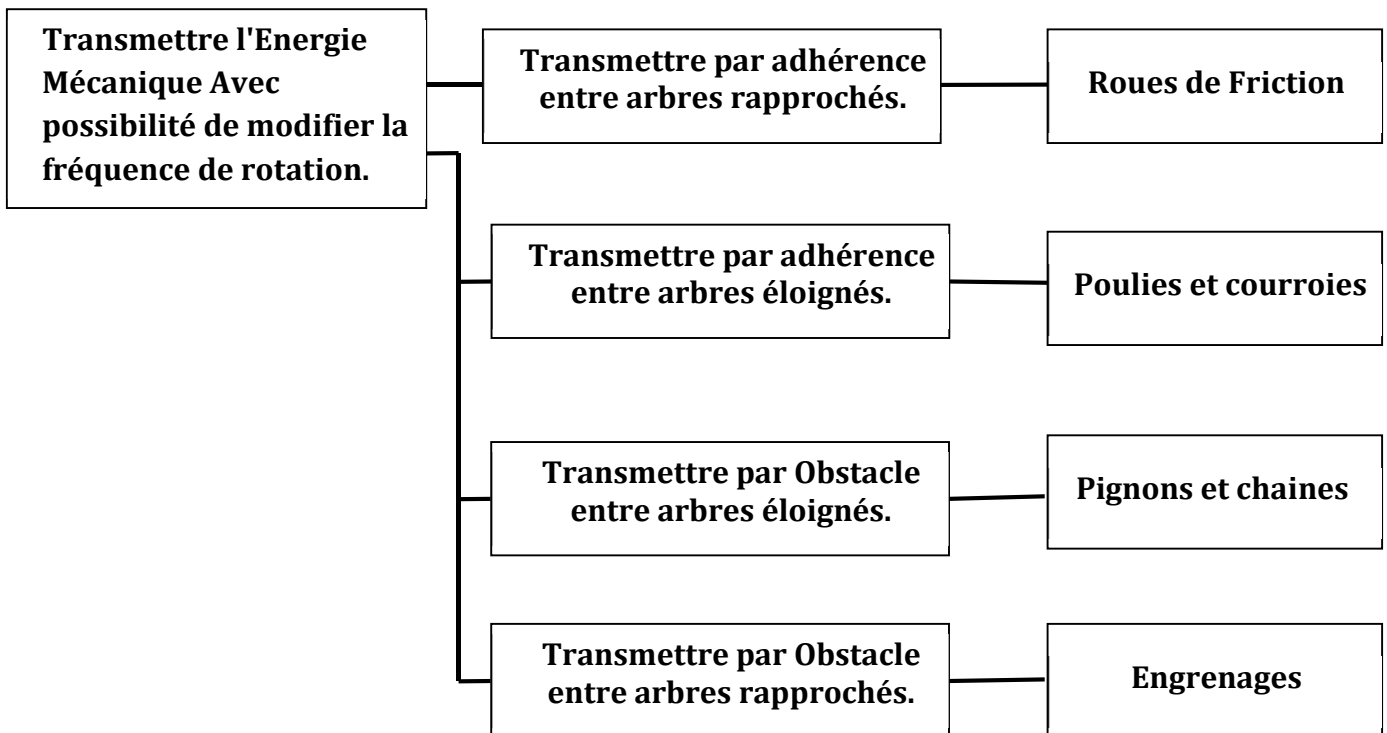 Transmettre l'Energie
Mécanique Avec
possibilité de modifier la
fréquence de rotation.
Transmettre par adhérence
entre arbres rapprochés.
Roues de Friction
Transmettre par adhérence
entre arbres éloignés.
Poulies et courroies
Transmettre par Obstacle
entre arbres éloignés.
Pignons et chaines
Transmettre par Obstacle
entre arbres rapprochés.
Engrenages